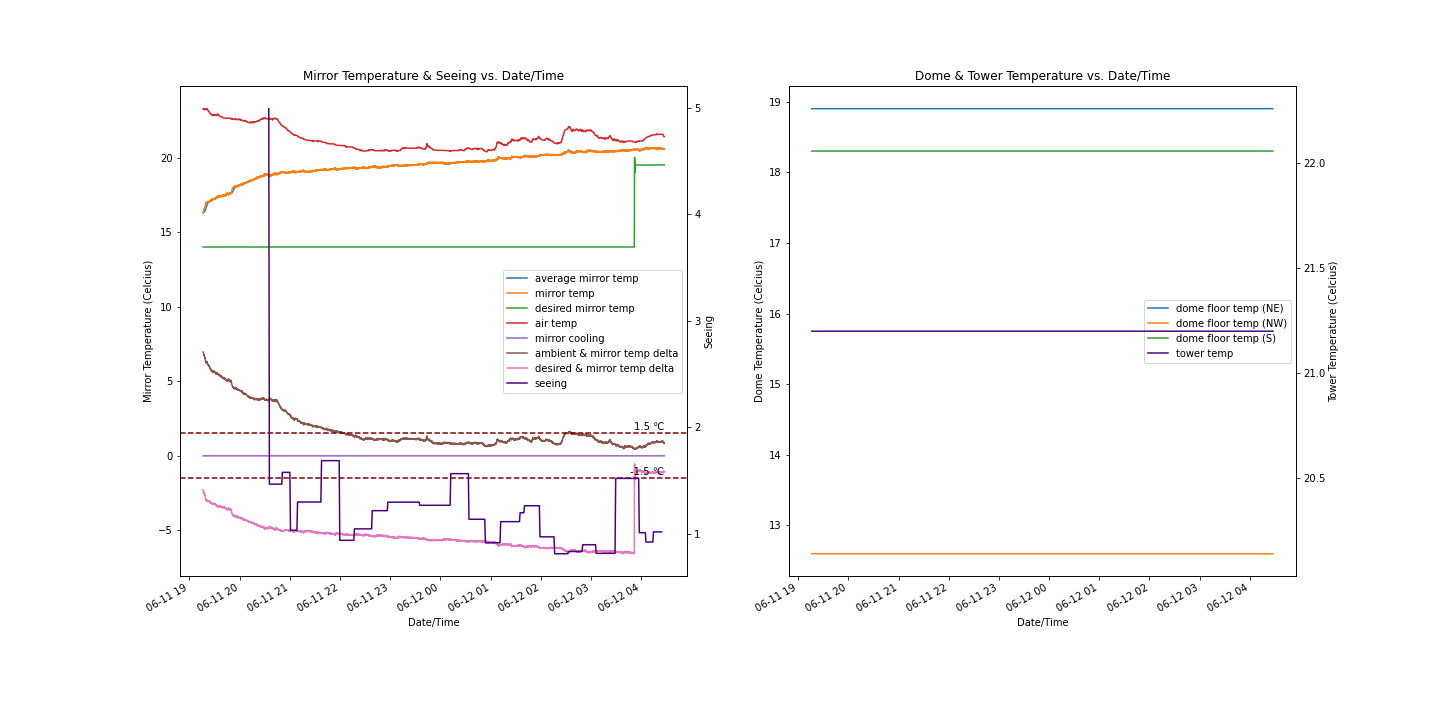 Mirror Temperature & Seeing vs. Date/Time
Mirror Temperature (Celcius)
20
15
10
5
0
−5
5
4
3
2
1
Seeing
average mirror temp
mirror temp
desired mirror temp
air temp
mirror cooling
ambient & mirror temp delta
desired & mirror temp delta
seeing
1.5 °C
-1.5 °C
06-11 19
06-11 20
06-11 21
06-11 22
06-11 23
06-12 00
06-12 01
06-12 02
06-12 03
06-12 04
Date/Time
Dome & Tower Temperature vs. Date/Time
Dome Temperature (Celcius)
19
18
17
16
15
14
13
22.0
21.5
21.0
20.5
Tower Temperature (Celcius)
dome floor temp (NE)
dome floor temp (NW)
dome floor temp (S)
tower temp
06-11 19
06-11 20
06-11 21
06-11 22
06-11 23
06-12 00
06-12 01
06-12 02
06-12 03
06-12 04
Date/Time